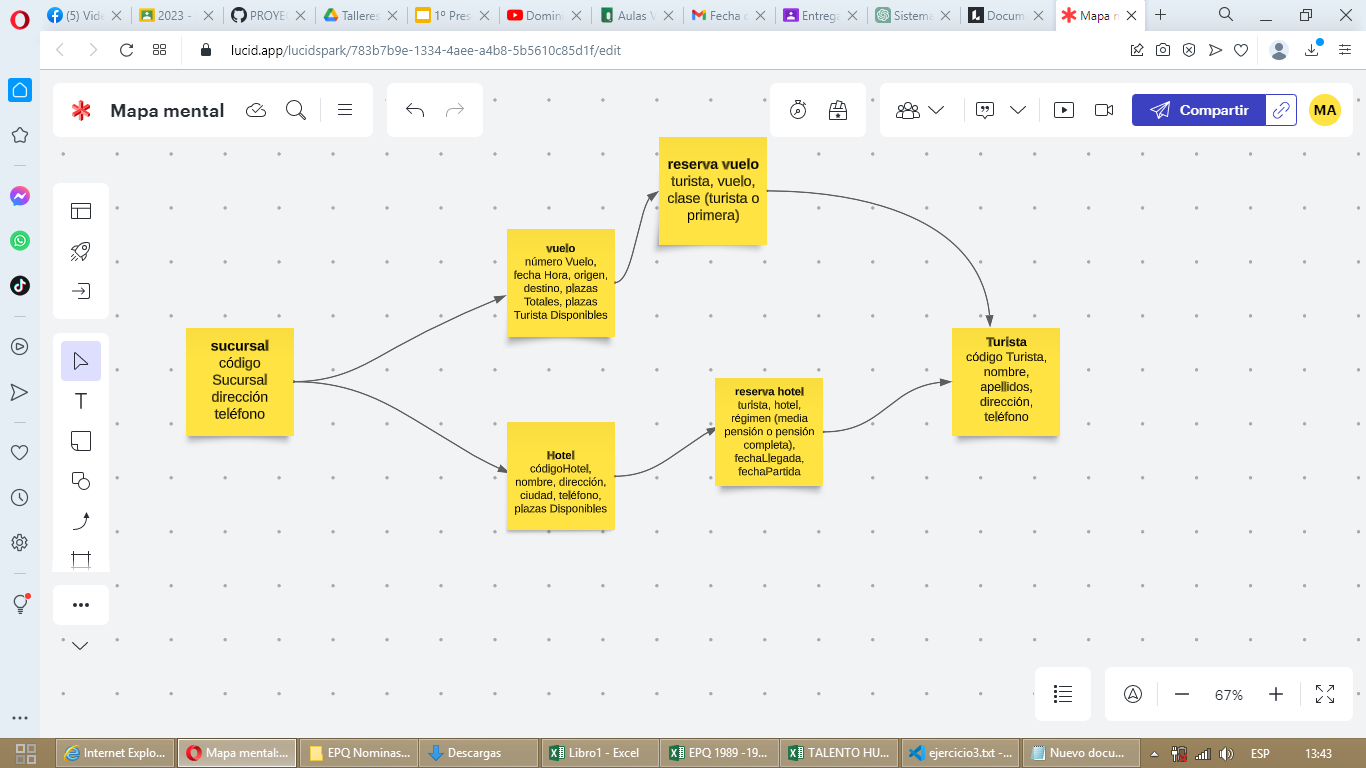 (5) Vide
2023 -
PROYE
Talleres
1º Pres
Domini
Aulas V
Fecha d
Entrega
Sistema
Docum
Mapa m
lucid.app/lucidspark/783b7b9e-1334-4aee-a4b8-5b5610c85d1f/edit
Mapa mental
Compartir
MA
reserva vuelo
turista, vuelo,
clase (turista o
primera)
vuelo
número Vuelo,
fecha Hora, origen,
destino, plazas
Totales, plazas
Turista Disponibles
sucursal
código
Sucursal
dirección
teléfono
Turista
código Turista,
nombre,
apellidos,
dirección,
teléfono
reserva hotel
turista, hotel,
régimen (media
pensión o pensión
completa),
fechaLlegada,
fechaPartida
Hotel
códigoHotel,
nombre, dirección,
ciudad, teléfono,
plazas Disponibles
T
67%
Internet Explo...
Mapa mental:...
EPQ Nominas...
Descargas
Libro1 - Excel
EPQ 1989 -19...
TALENTO HU...
ejercicio3.txt -...
Nuevo docu...
ESP
13:43